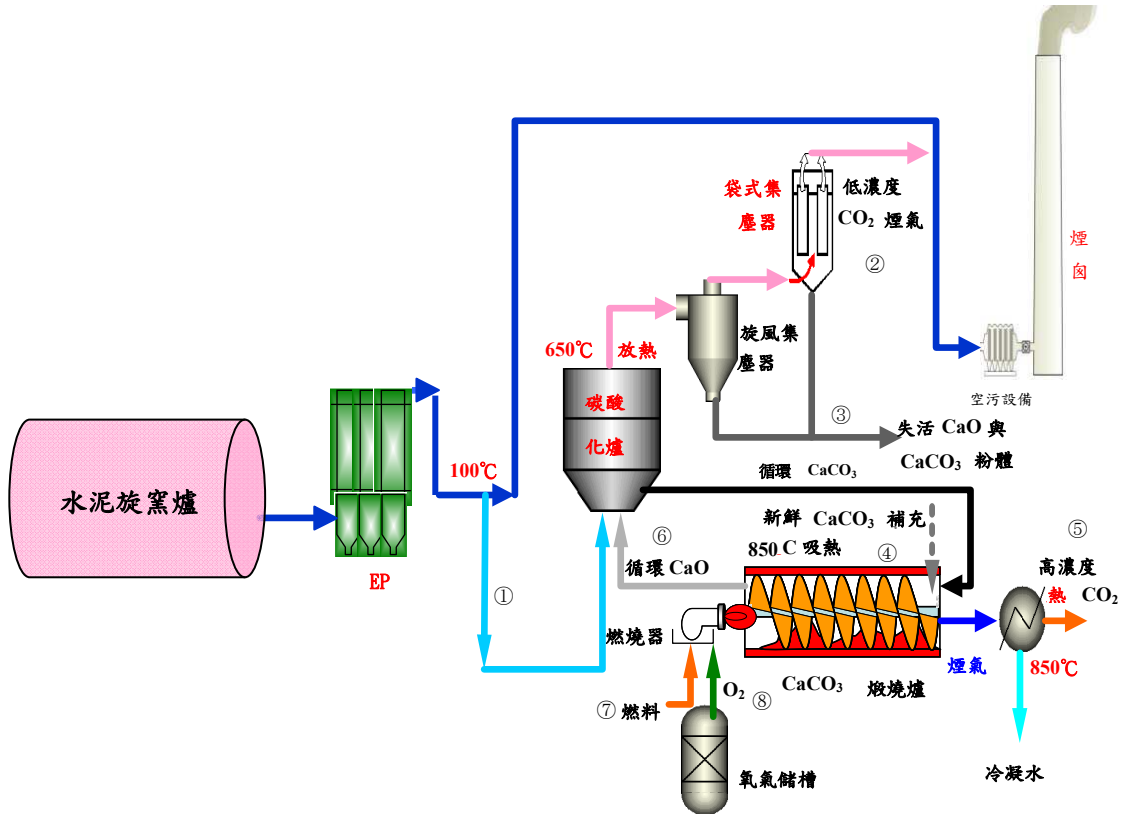 袋式集
塵器
低濃度
CO₂ 煙氣
②
煙
囪
旋風集
塵器
650℃ 放熱
碳酸
化爐
空污設備
③
失活 CaO 與
CaCO₃ 粉體
100℃
水泥旋窯爐
EP
循環 CaCO₃
新鮮 CaCO₃ 補充
⑥
850 C 吸熱
④
⑤
循環 CaO
高濃度
熱 CO₂
①
燃燒器
煙氣
850℃
O₂
⑧
CaCO₃
煅燒爐
⑦ 燃料
氧氣儲槽
冷凝水